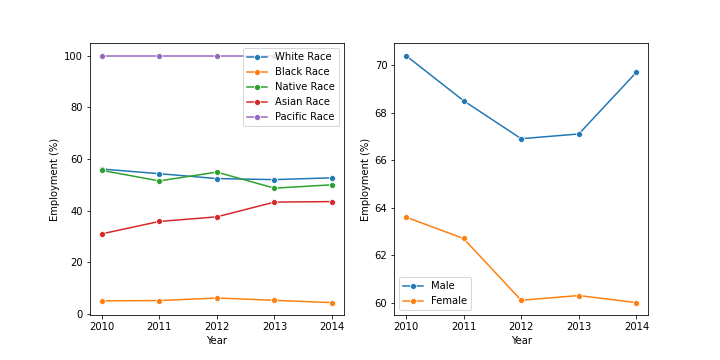 100
80
60
40
20
0
Employment (%)
2010 2011 2012 2013 2014
Year
White Race
Black Race
Native Race
Asian Race
Pacific Race
70
68
66
64
62
60
Employment (%)
2010 2011 2012 2013 2014
Year
Male
Female